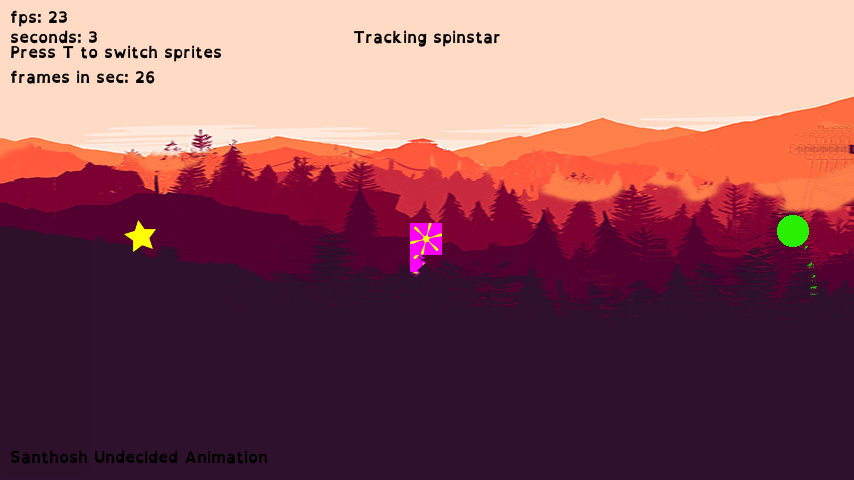 fps: 23
seconds: 3
Press T to switch sprites
frames in sec: 26
Tracking spinstar
Santhosh Undecided Animation